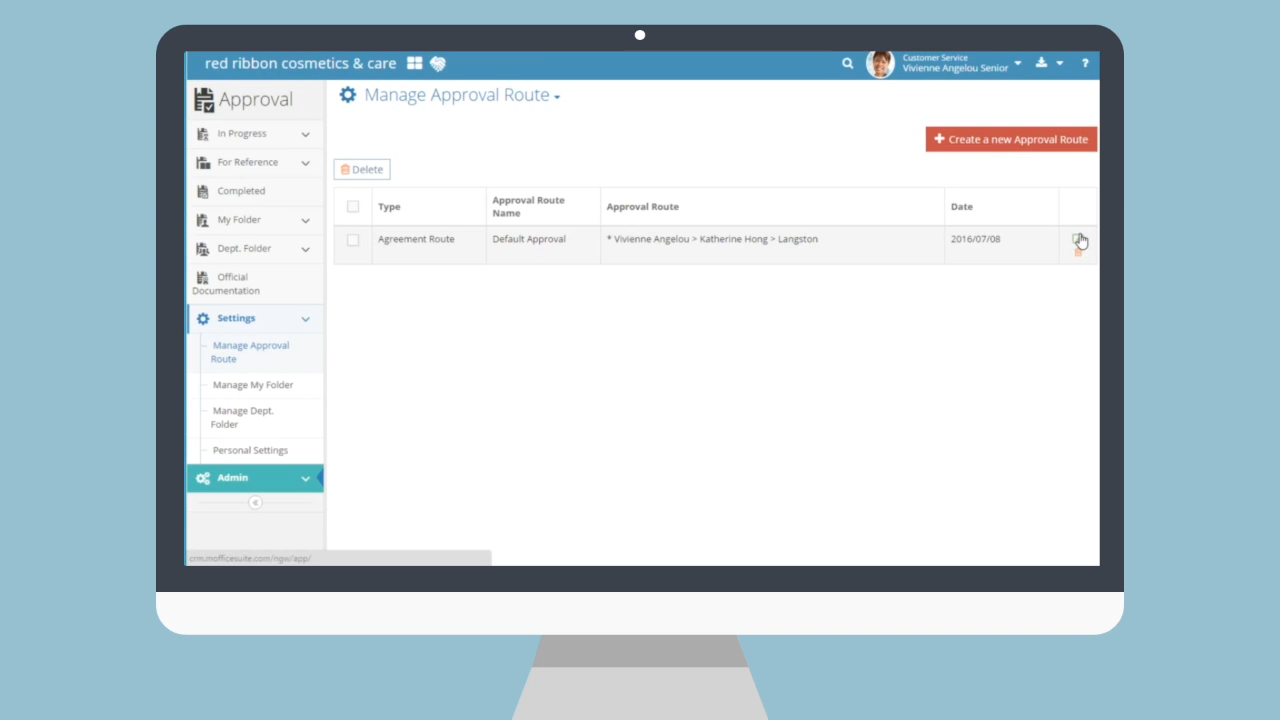 red ribbon cosmetics & care
Customer Service
Vivienne Angelou Senior
?
Approval
Manage Approval Route
In Progress
For Reference
Completed
My Folder
Dept. Folder
Official
Documentation
Settings
Manage Approval
Route
Manage My Folder
Manage Dept.
Folder
Personal Settings
Admin
+ Create a new Approval Route
Delete
Type
Approval Route
Name
Approval Route
Date
Agreement Route
Default Approval
* Vivienne Angelou > Katherine Hong > Langston
2016/07/08
crm.mofficesuite.com/ngw/app/